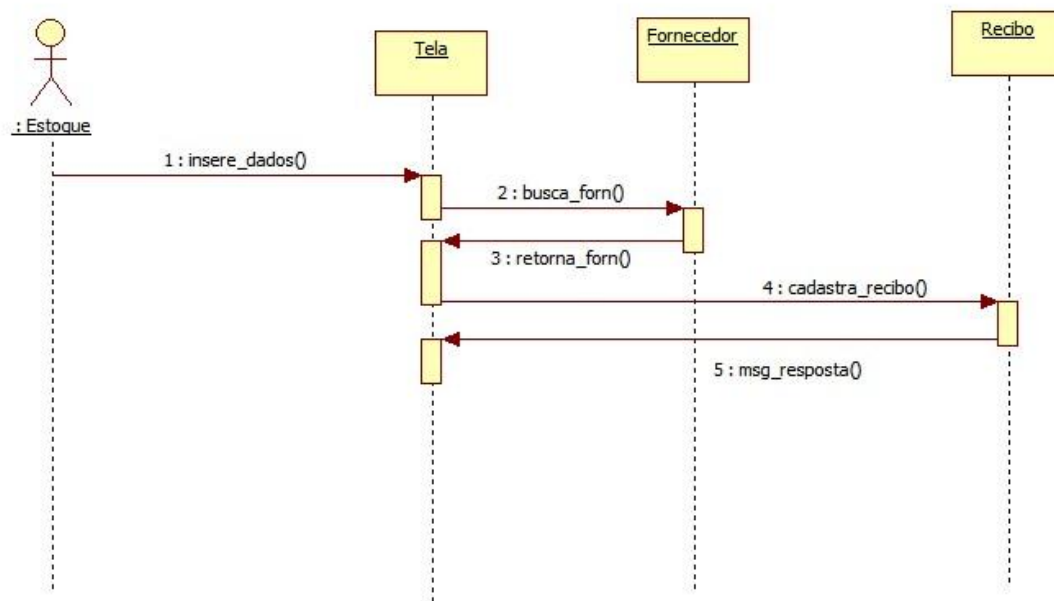 Tela
Fornecedor
Recibo
: Estoque
1 : insere_dados()
2 : busca_forn()
3 : retorna_forn()
4 : cadastra_recibo()
5 : msg_resposta()